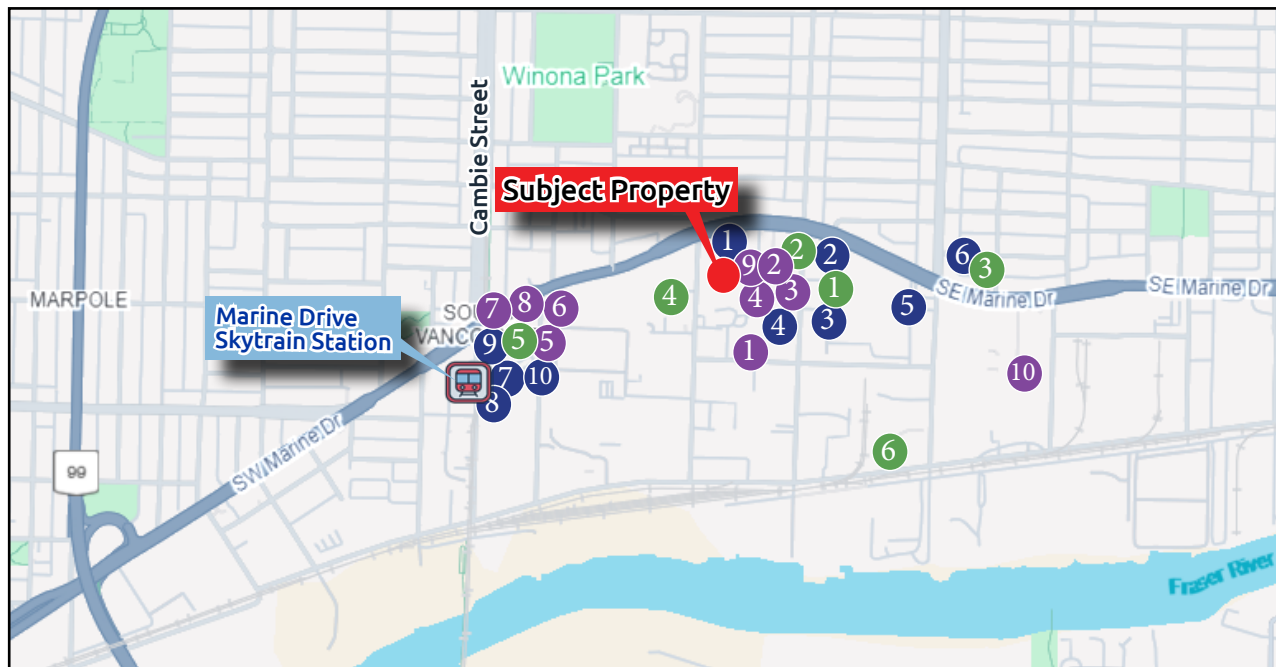 Winona Park
Cambie Street
Subject Property
1
2
2
6
3
9
2
1
4
3
4
5
SE Marine Dr
SE Marine Dr
MARPOLE
Marine Drive
Skytrain Station
SOU
VANCO
7
8
6
9
5
5
7
10
8
4
3
1
10
6
SW Marine Dr
99
Fraser River